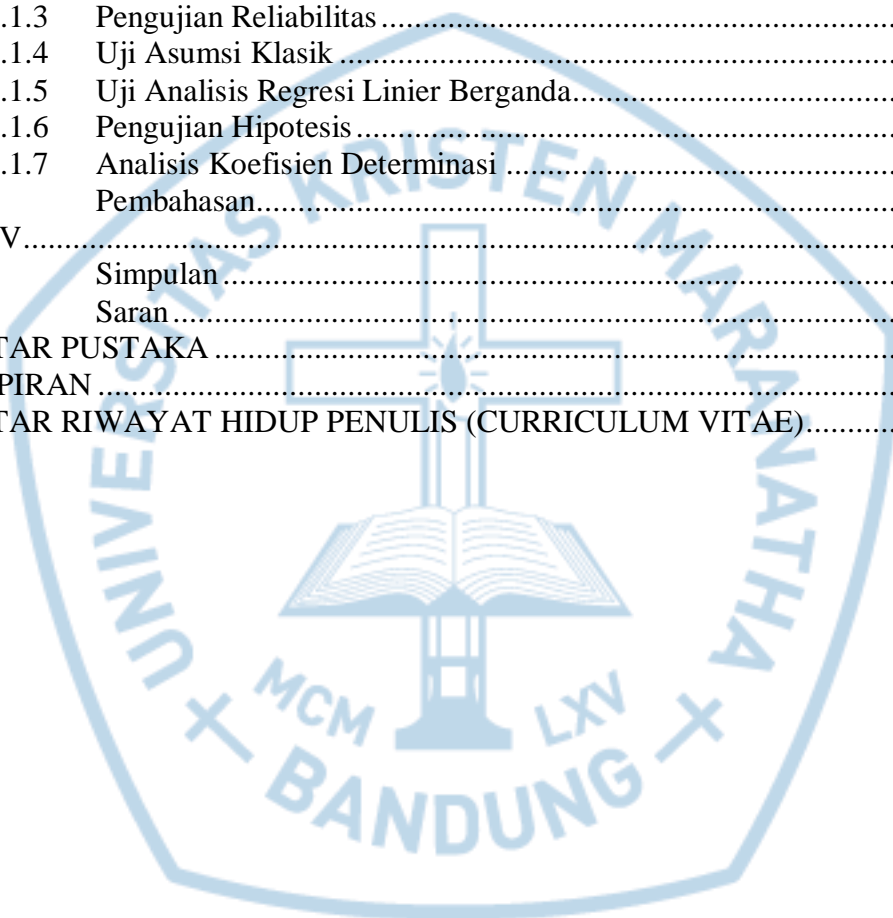 .1.3 Pengujian Reliabilitas
.1.4 Uji Asumsi Klasik
.1.5 Uji Analisis Regresi Linier Berganda
.1.6 Pengujian Hipotesis
.1.7 Analisis Koefisien Determinasi
Pembahasan
V
Simpulan
Saran
TAR PUSTAKA
PIRAN
TAR RIWAYAT HIDUP PENULIS (CURRICULUM VITAE)
UNIVERSITAS KRISTEN MARANATHA
MCM LXV
BANDUNG